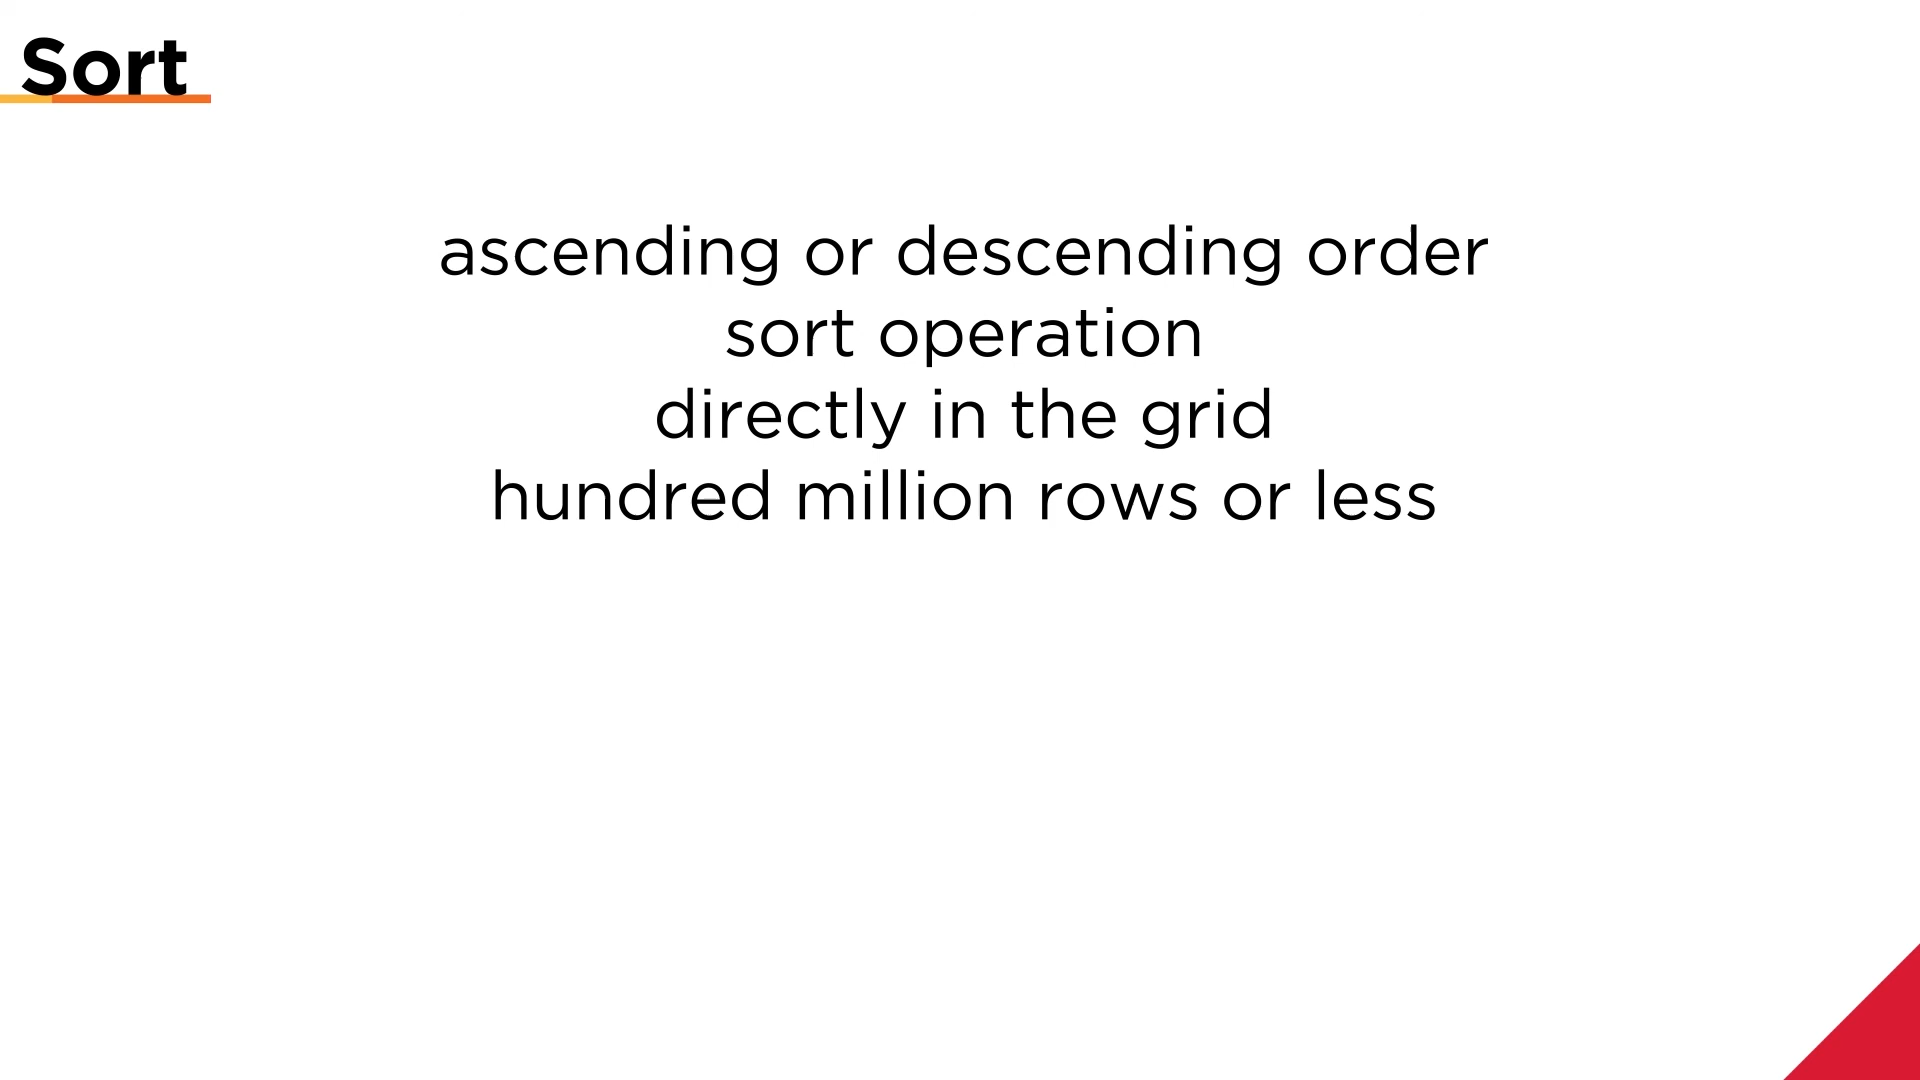 Sort
ascending or descending order
sort operation
directly in the grid
hundred million rows or less